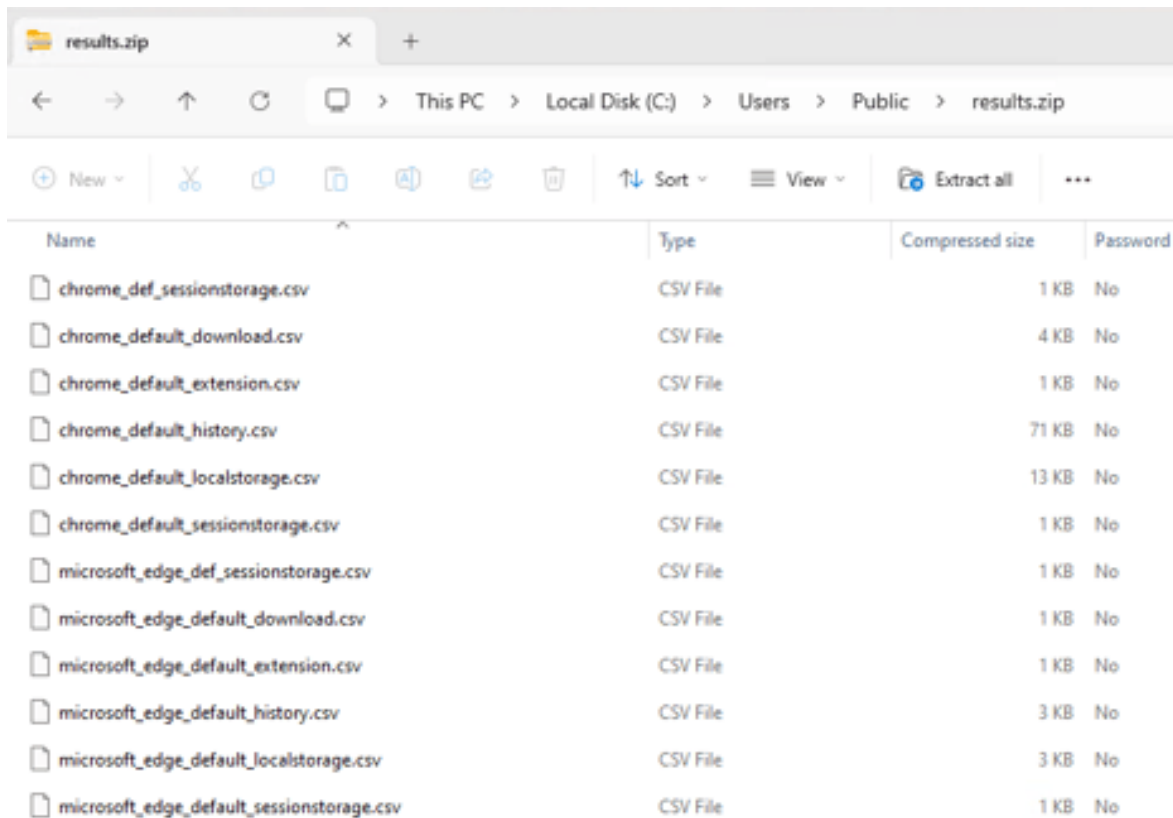 results.zip
This PC > Local Disk (C:) > Users > Public > results.zip
New Sort View Extract all ...
Name Type Compressed size Password
chrome_def_sessionstorage.csv CSV File 1 KB No
chrome_default_download.csv CSV File 4 KB No
chrome_default_extension.csv CSV File 1 KB No
chrome_default_history.csv CSV File 71 KB No
chrome_default_localstorage.csv CSV File 13 KB No
chrome_default_sessionstorage.csv CSV File 1 KB No
microsoft_edge_def_sessionstorage.csv CSV File 1 KB No
microsoft_edge_default_download.csv CSV File 1 KB No
microsoft_edge_default_extension.csv CSV File 1 KB No
microsoft_edge_default_history.csv CSV File 3 KB No
microsoft_edge_default_localstorage.csv CSV File 3 KB No
microsoft_edge_default_sessionstorage.csv CSV File 1 KB No